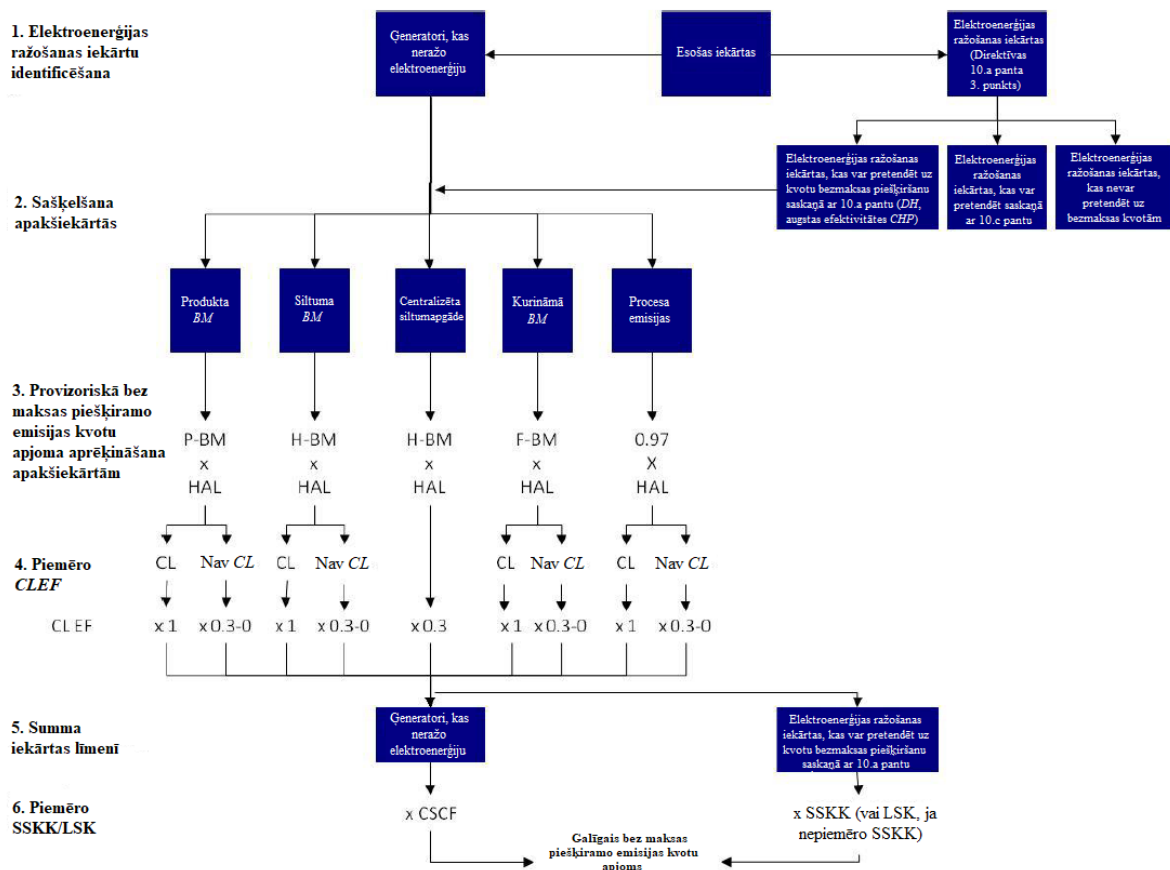 1. Elektroenerģijas
ražošanas iekārtu
identificēšana
Ģeneratori, kas
neražo
elektroenerģiju
Esošas iekārtas
Elektroenerģijas
ražošanas iekārtas
(Direktīvas
10.a panta
3. punkts)
Elektroenerģijas ražošanas
iekārtas, kas var pretendēt uz
kvotu bezmaksas piešķiršanu
saskaņā ar 10.a pantu (DH,
augstas efektivitātes CHP)
Elektroenerģijas
ražošanas
iekārtas, kas var
pretendēt saskaņā
ar 10.c pantu
Elektroenerģijas
ražošanas iekārtas,
kas nevar
pretendēt uz
bezmaksas kvotām
2. Sašķelšana
apakšiekārtās
Produkta
BM
Siltuma
BM
Centralizēta
siltumapgāde
Kurināmā
BM
Procesa
emisijas
3. Provizoriskā bez
maksas piešķiramo
emisijas kvotu
apjoma aprēķināšana
apakšiekārtām
P-BM
x
HAL
H-BM
x
HAL
H-BM
x
HAL
F-BM
x
HAL
0.97
X
HAL
4. Piemēro
CLEF
CL
Nav CL
CL
Nav CL
CL
Nav CL
CL
Nav CL
CL EF
x 1
x 0.3-0
x 1
x 0.3-0
x 0.3
x 1
x 0.3-0
x 1
x 0.3-0
5. Summa
iekārtas līmenī
Ģeneratori, kas
neražo
elektroenerģiju
Elektroenerģijas ražošanas
iekārtas, kas var pretendēt uz
kvotu bezmaksas piešķiršanu
saskaņā ar 10.a pantu
6. Piemēro
SSKK/LSK
x CSCF
x SSKK (vai LSK, ja
nepiemēro SSKK)
Galīgais bez maksas
piešķiramo emisijas kvotu
apjoms